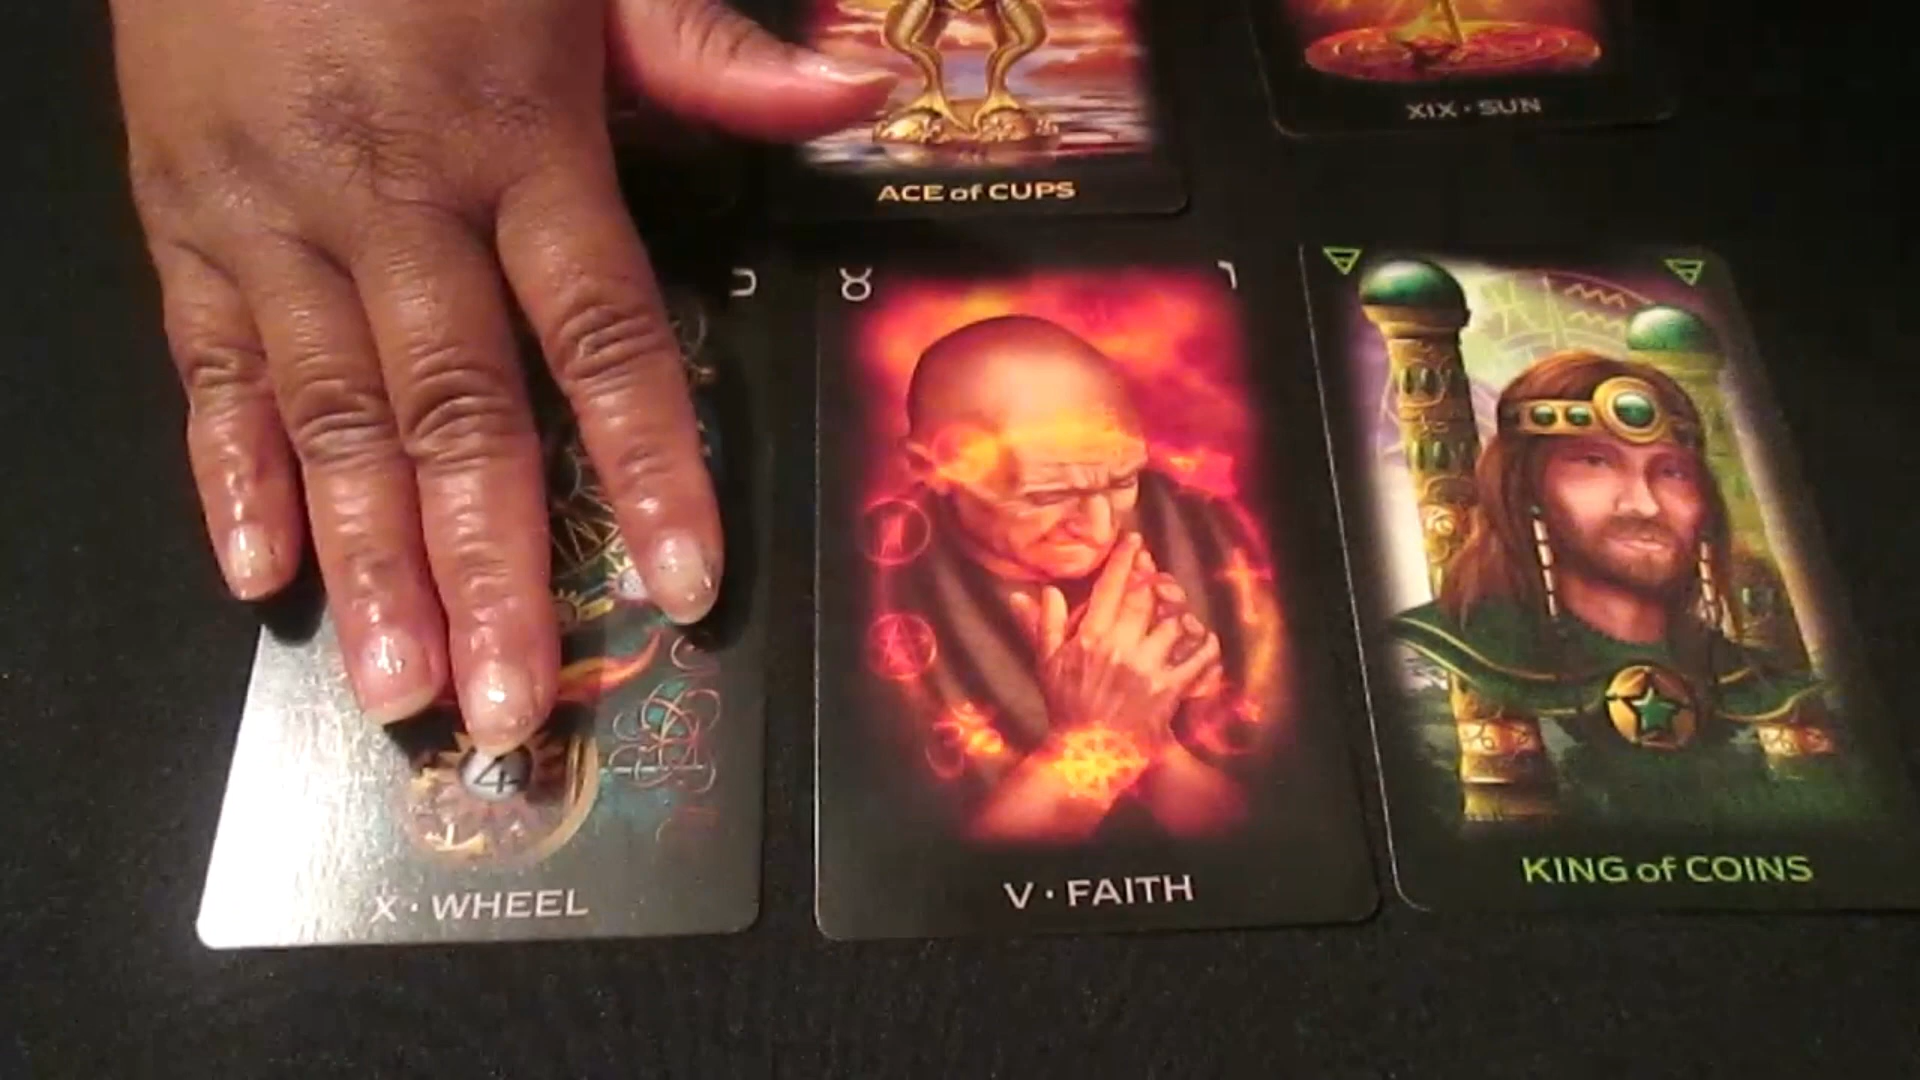 XIX · SUN
ACE of CUPS
X · WHEEL
V · FAITH
KING of COINS